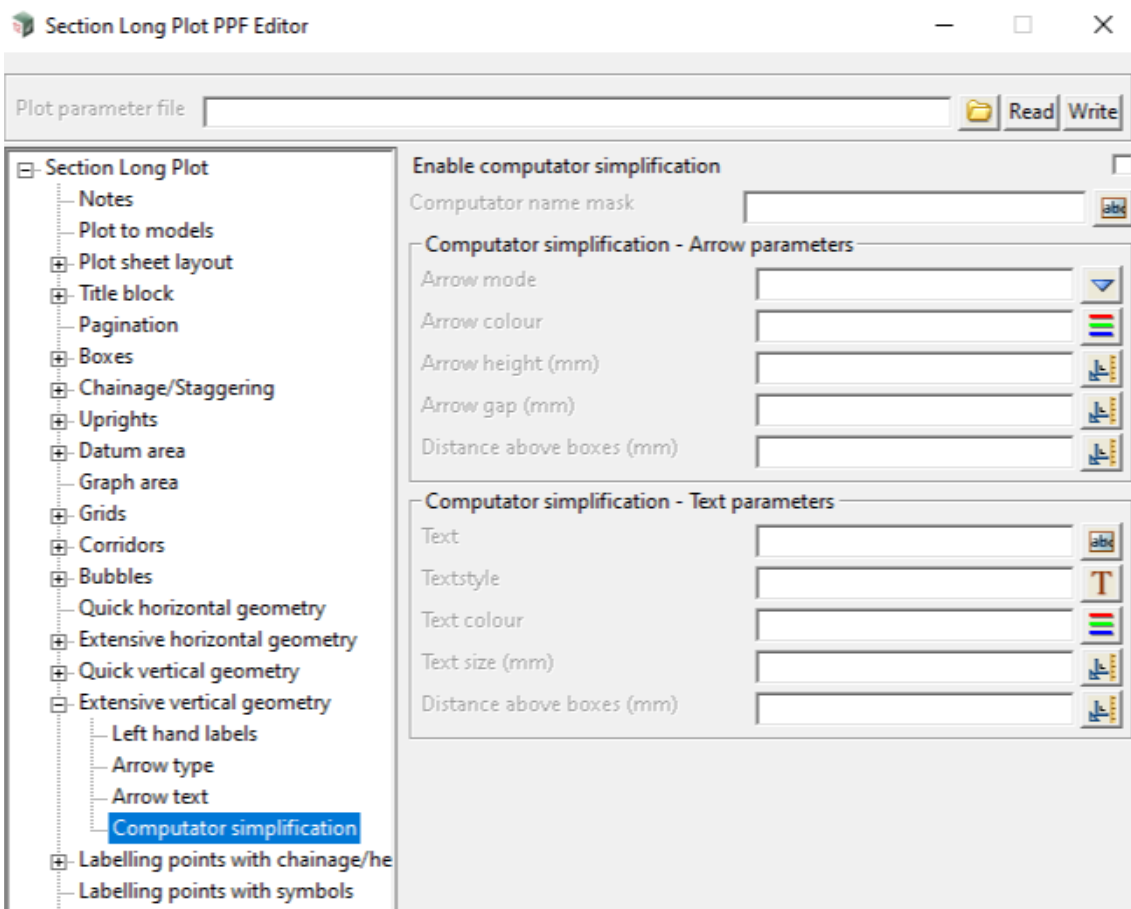 Section Long Plot PPF Editor
Plot parameter file
Read
Write
Section Long Plot
Notes
Plot to models
Plot sheet layout
Title block
Pagination
Boxes
Chainage/Staggering
Uprights
Datum area
Graph area
Grids
Corridors
Bubbles
Quick horizontal geometry
Extensive horizontal geometry
Quick vertical geometry
Extensive vertical geometry
Left hand labels
Arrow type
Arrow text
Computator simplification
Labelling points with chainage/he
Labelling points with symbols
Enable computator simplification
Computator name mask
abc
Computator simplification - Arrow parameters
Arrow mode
Arrow colour
Arrow height (mm)
Arrow gap (mm)
Distance above boxes (mm)
Computator simplification - Text parameters
Text
abc
Textstyle
T
Text colour
Text size (mm)
Distance above boxes (mm)